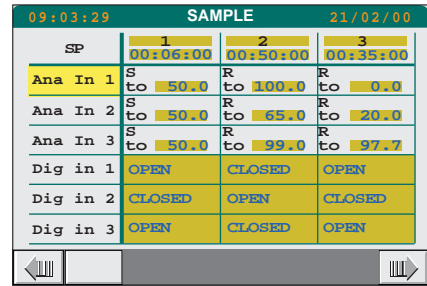 09:03:29 SAMPLE 21/02/00
SP 1 2 3
00:06:00 00:50:00 00:35:00
Ana In 1 S to 50.0 R to 100.0 R to 0.0
Ana In 2 S to 50.0 R to 65.0 R to 20.0
Ana In 3 S to 50.0 R to 99.0 R to 97.7
Dig in 1 OPEN CLOSED OPEN
Dig in 2 CLOSED OPEN CLOSED
Dig in 3 OPEN CLOSED OPEN